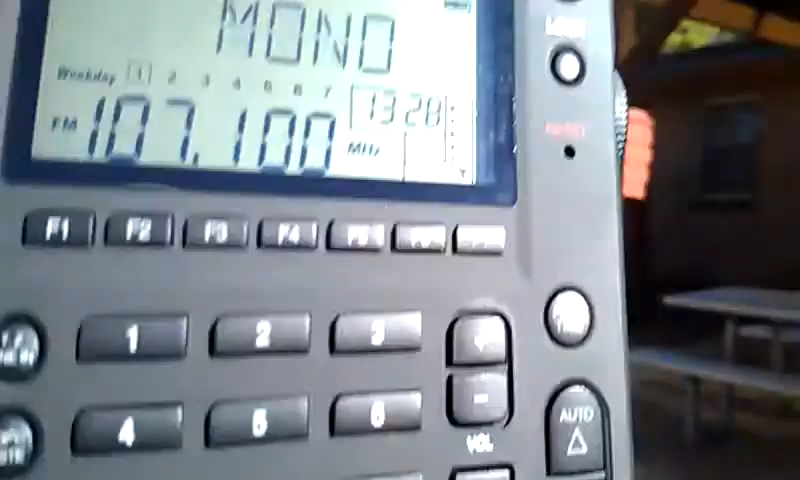 MONO
Weekday 1 2 3 4 5 6 7
13:28
FM 107.100 MHz
RESET
F1 F2 F3 F4
1 2 3
4 5 6
VOL
AUTO